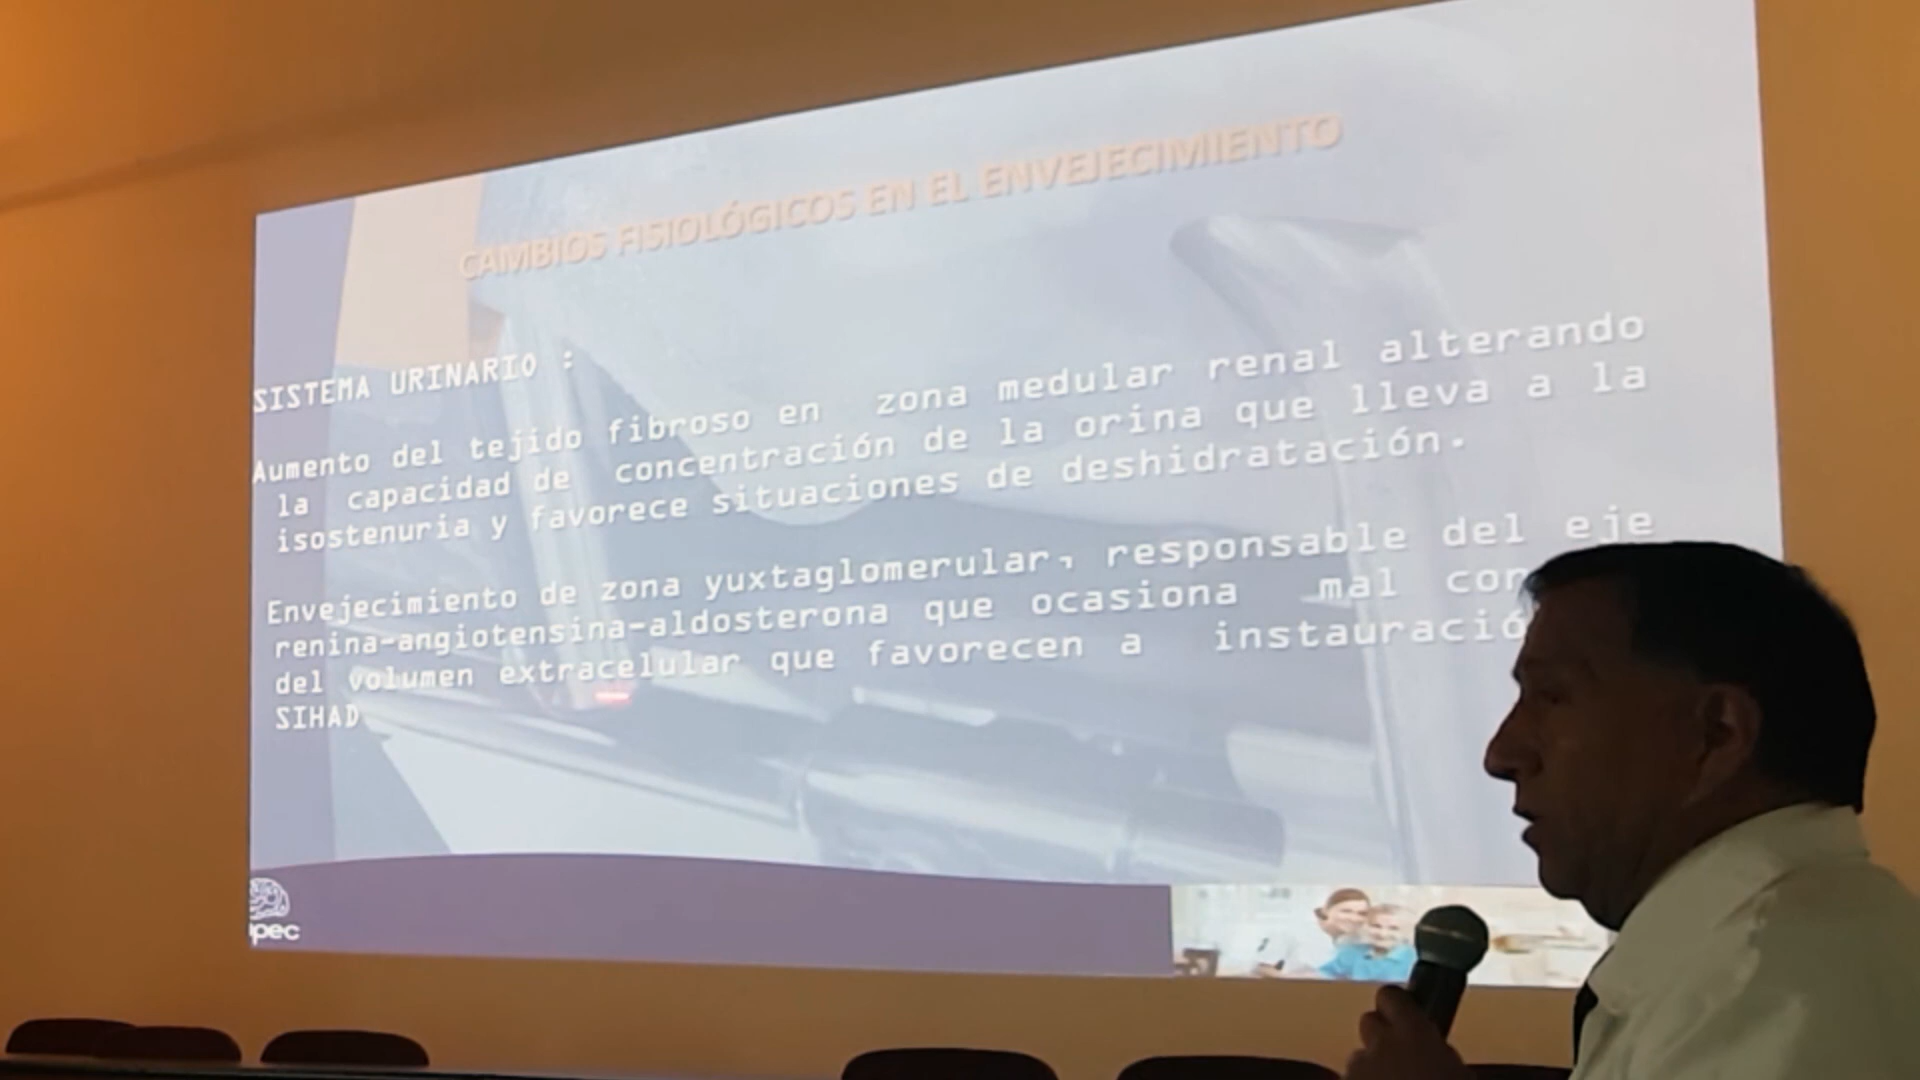 CAMBIOS FISIOLÓGICOS EN EL ENVEJECIMIENTO
SISTEMA URINARIO :
Aumento del tejido fibroso en zona medular renal alterando
la capacidad de concentración de la orina que lleva a la
isostenuria y favorece situaciones de deshidratación.
Envejecimiento de zona yuxtaglomerular, responsable del eje
renina-angiotensina-aldosterona que ocasiona mal
del volumen extracelular que favorecen a
SIHAD